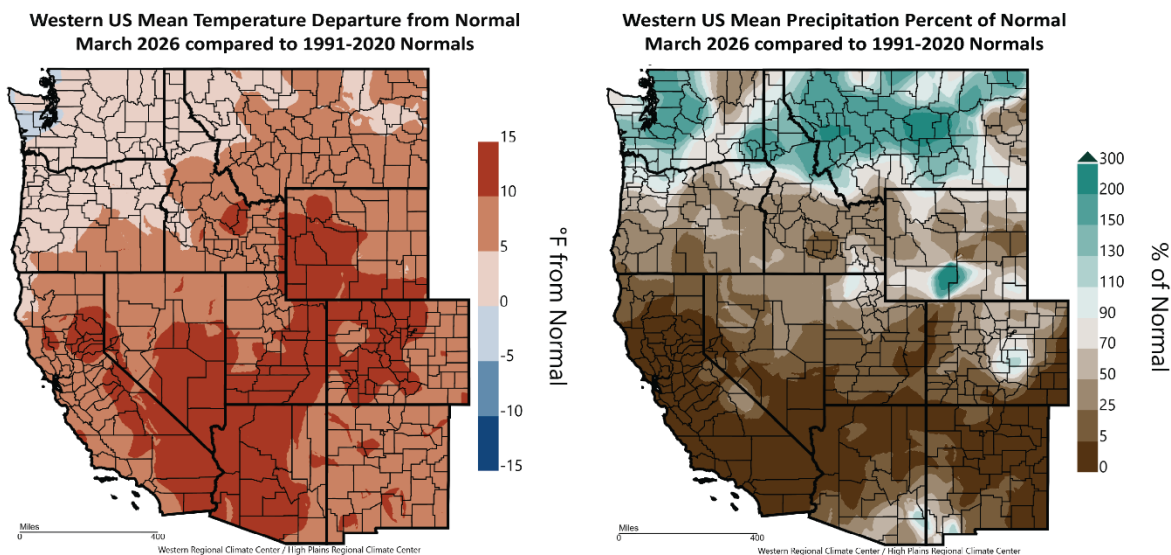 Western US Mean Temperature Departure from Normal
March 2026 compared to 1991-2020 Normals
15
10
5
0
-5
-10
-15
°F from Normal
Miles
0 400
Western Regional Climate Center / High Plains Regional Climate Center
Western US Mean Precipitation Percent of Normal
March 2026 compared to 1991-2020 Normals
300
200
150
130
110
90
70
50
25
5
0
% of Normal
Miles
0 400
Western Regional Climate Center / High Plains Regional Climate Center